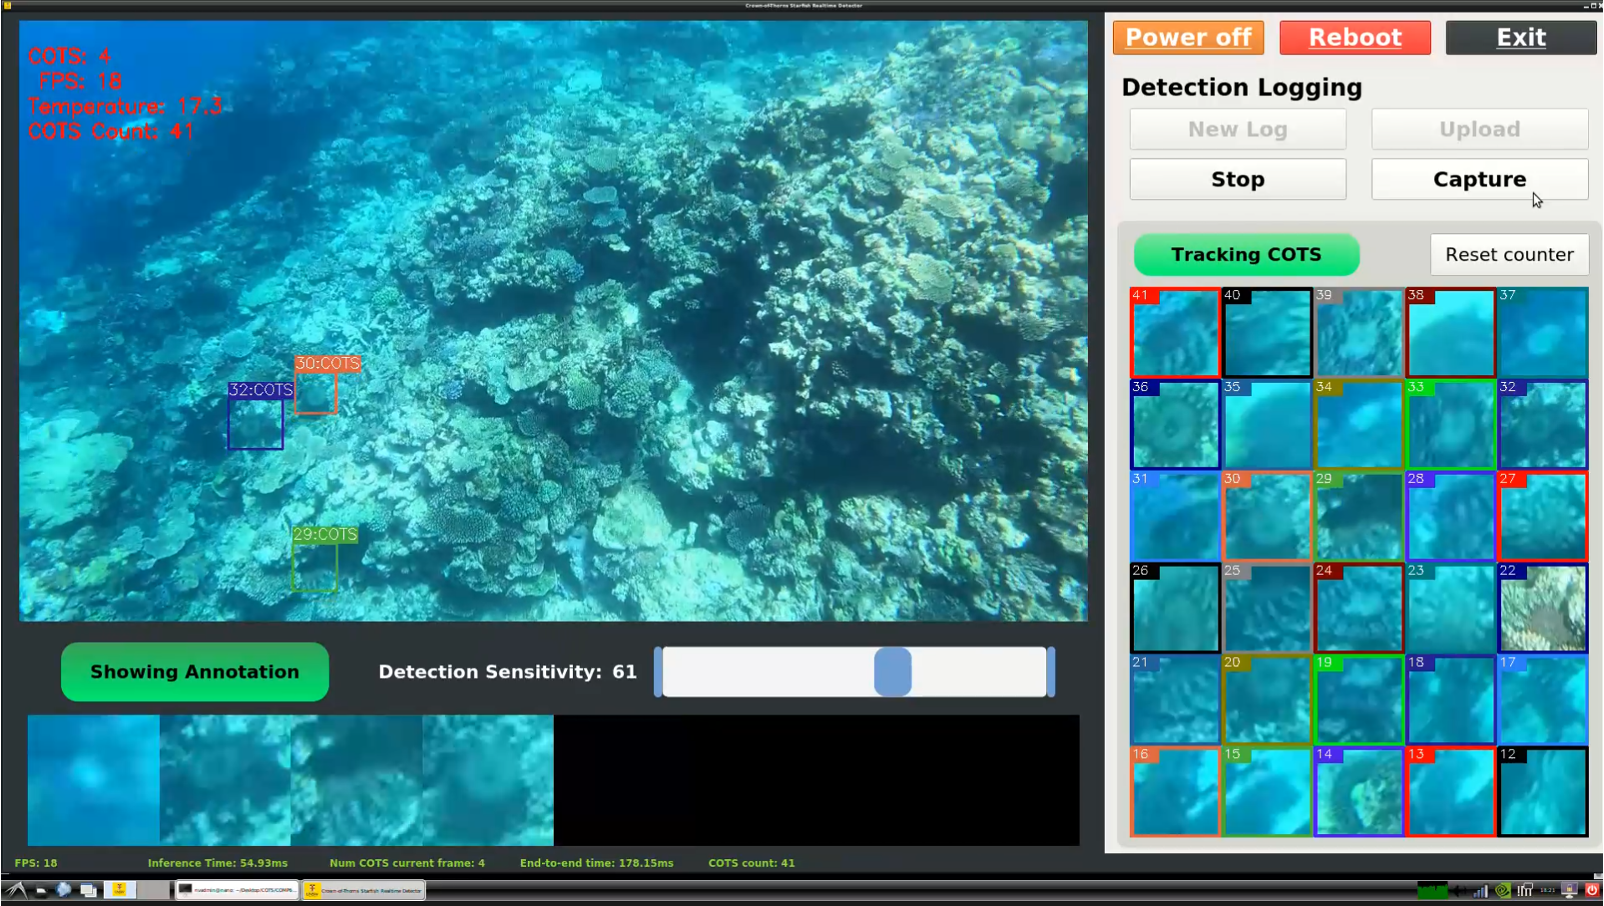 Crown-of-Thorns Starfish Realtime Detector
COTS: 4
FPS: 18
Temperature: 17.3
COTS Count: 41
30:COTS
32:COTS
29:COTS
Showing Annotation
Detection Sensitivity: 61
FPS: 18
Inference Time: 54.93ms
Num COTS current frame: 4
End-to-end time: 178.15ms
COTS count: 41
Power off
Reboot
Exit
Detection Logging
New Log
Upload
Stop
Capture
Tracking COTS
Reset counter
41 40 39 38 37
36 35 34 33 32
31 30 29 28 27
26 25 24 23 22
21 20 19 18 17
16 15 14 13 12
Crown-of-Thorns Starfish Realtime Detector